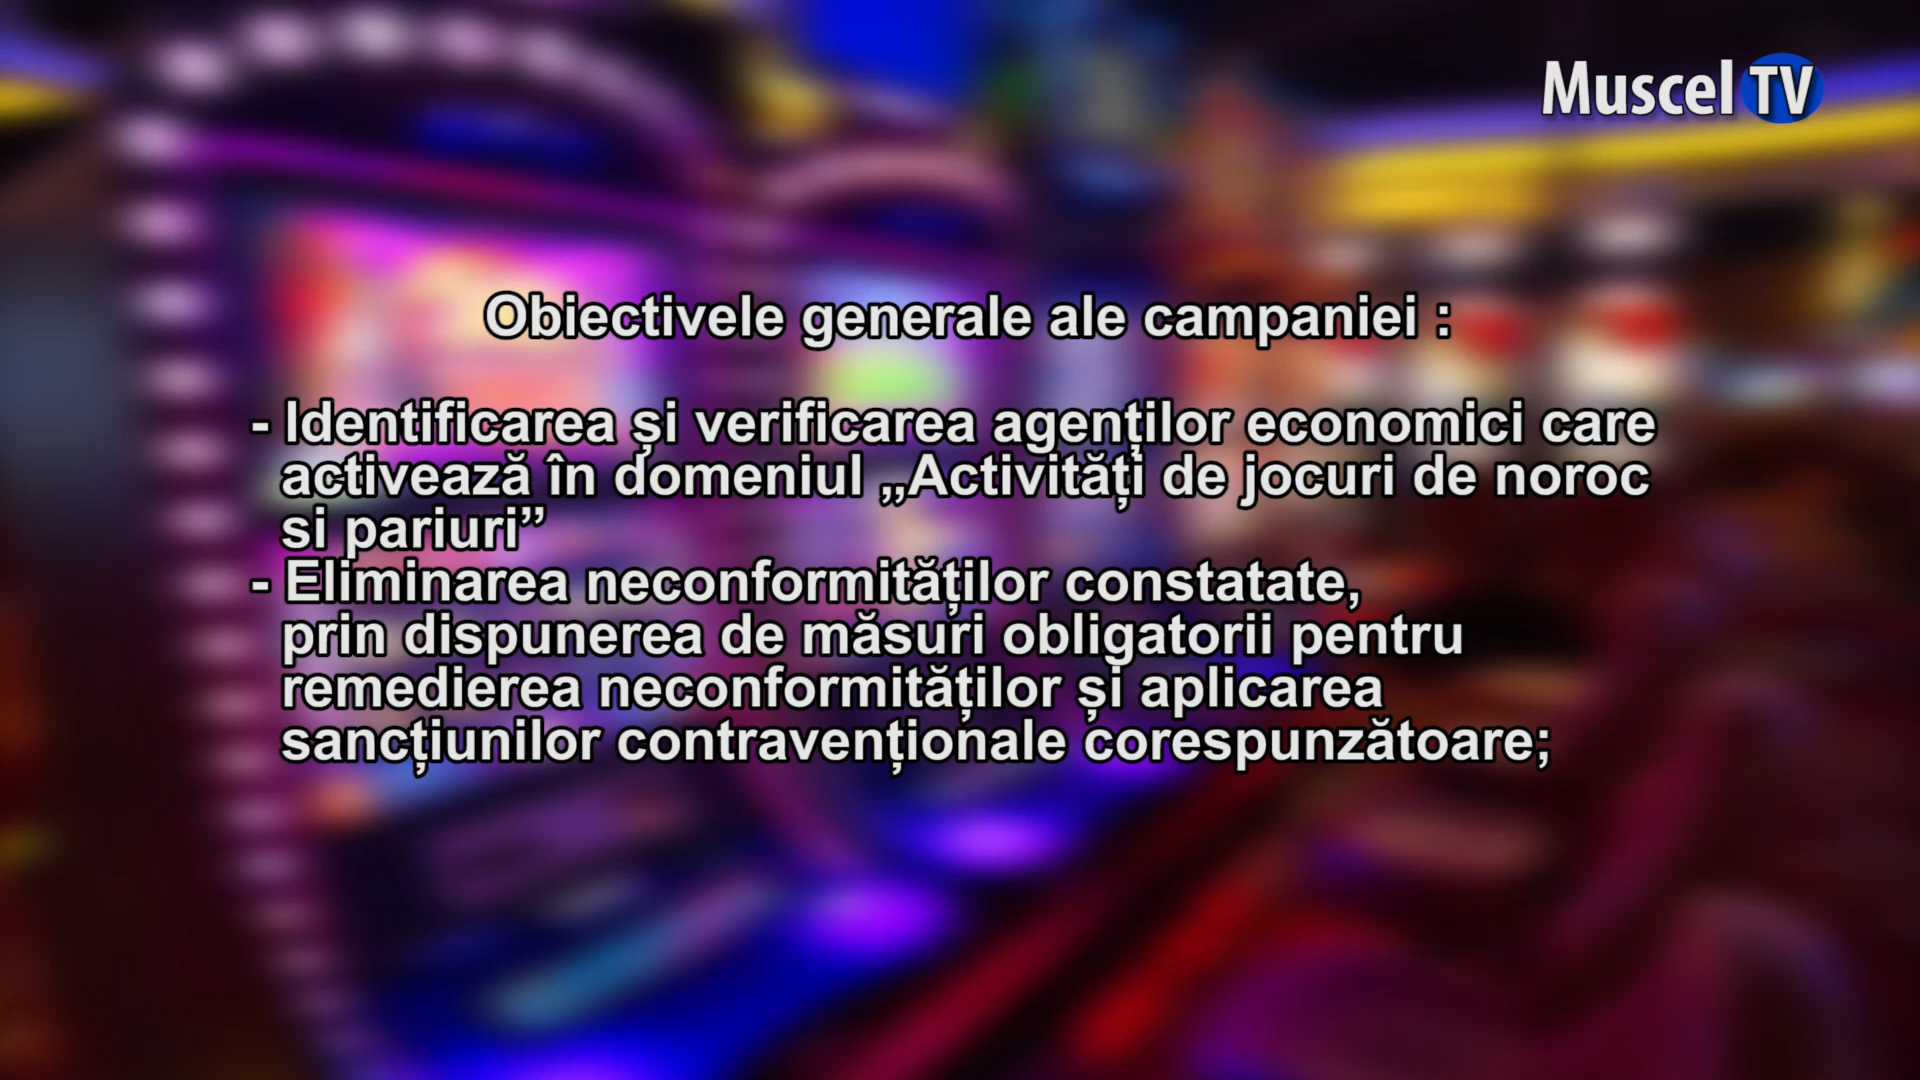 Muscel TV
Obiectivele generale ale campaniei :
- Identificarea și verificarea agenților economici care
activează în domeniul „Activități de jocuri de noroc
si pariuri”
- Eliminarea neconformităților constatate,
prin dispunerea de măsuri obligatorii pentru
remedierea neconformităților și aplicarea
sancțiunilor contravenționale corespunzătoare;